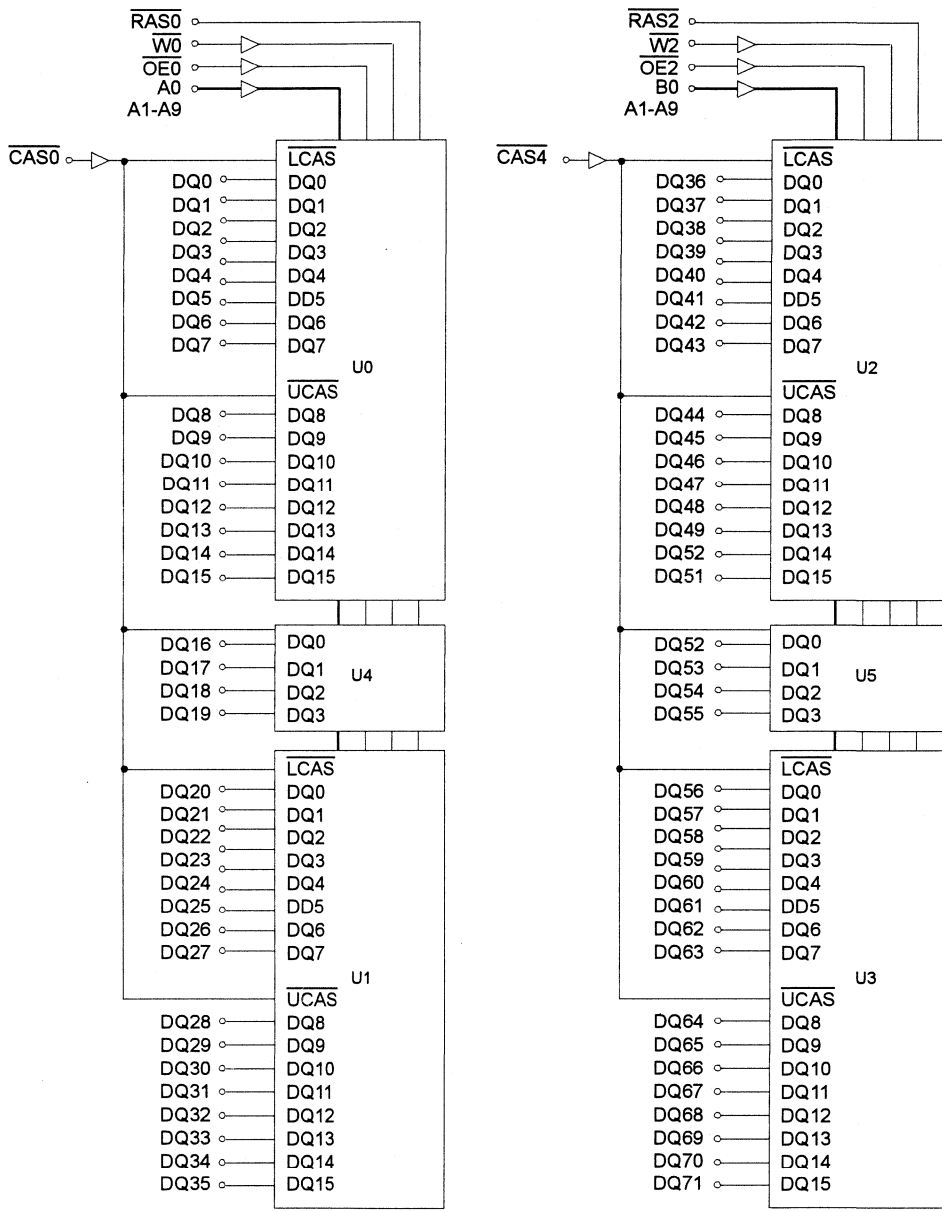 RAS0
W0
OE0
A0
A1-A9
CAS0
LCAS
DQ0 DQ0
DQ1 DQ1
DQ2 DQ2
DQ3 DQ3
DQ4 DQ4
DQ5 DD5
DQ6 DQ6
DQ7 DQ7
U0
UCAS
DQ8 DQ8
DQ9 DQ9
DQ10 DQ10
DQ11 DQ11
DQ12 DQ12
DQ13 DQ13
DQ14 DQ14
DQ15 DQ15
DQ16 DQ0
DQ17 DQ1
U4
DQ18 DQ2
DQ19 DQ3
LCAS
DQ20 DQ0
DQ21 DQ1
DQ22 DQ2
DQ23 DQ3
DQ24 DQ4
DQ25 DD5
DQ26 DQ6
DQ27 DQ7
U1
UCAS
DQ28 DQ8
DQ29 DQ9
DQ30 DQ10
DQ31 DQ11
DQ32 DQ12
DQ33 DQ13
DQ34 DQ14
DQ35 DQ15
RAS2
W2
OE2
B0
A1-A9
CAS4
LCAS
DQ36 DQ0
DQ37 DQ1
DQ38 DQ2
DQ39 DQ3
DQ40 DQ4
DQ41 DD5
DQ42 DQ6
DQ43 DQ7
U2
UCAS
DQ44 DQ8
DQ45 DQ9
DQ46 DQ10
DQ47 DQ11
DQ48 DQ12
DQ49 DQ13
DQ52 DQ14
DQ51 DQ15
DQ52 DQ0
DQ53 DQ1
U5
DQ54 DQ2
DQ55 DQ3
LCAS
DQ56 DQ0
DQ57 DQ1
DQ58 DQ2
DQ59 DQ3
DQ60 DQ4
DQ61 DD5
DQ62 DQ6
DQ63 DQ7
U3
UCAS
DQ64 DQ8
DQ65 DQ9
DQ66 DQ10
DQ67 DQ11
DQ68 DQ12
DQ69 DQ13
DQ70 DQ14
DQ71 DQ15